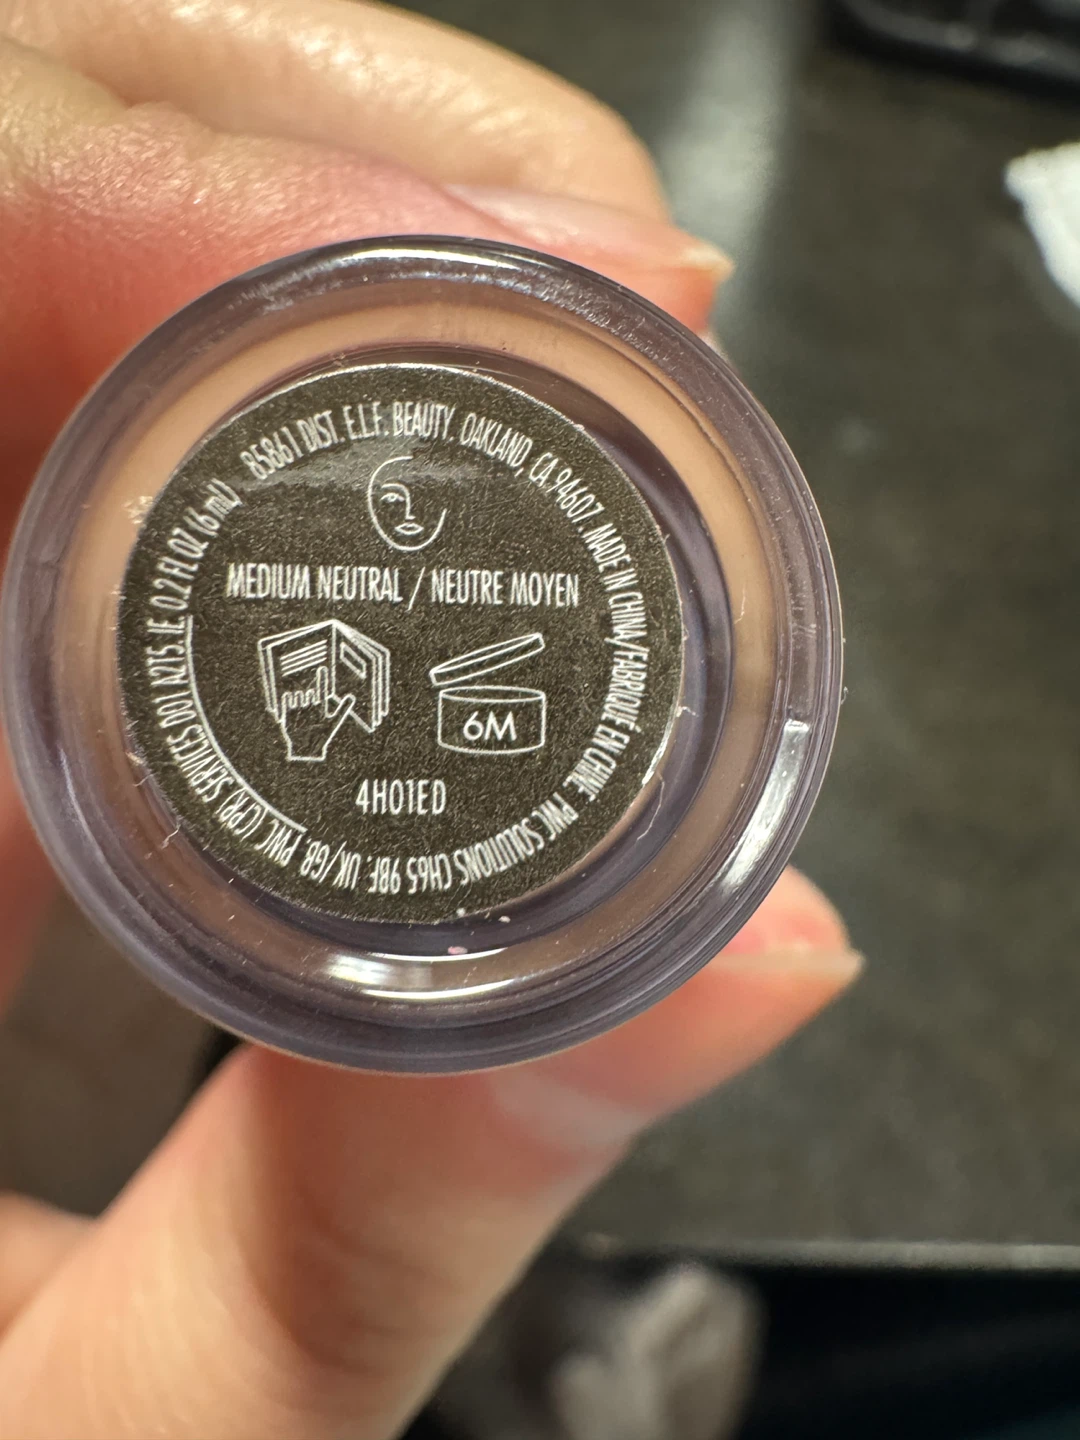 85861 DIST. E.L.F. BEAUTY. OAKLAND, CA 94607. MADE IN CHINA/FABRIQUÉ EN CHINE. PWC SOLUTIONS CH65 9BF. UK/GB. PWC (CPR) SERVICES D01 A2T5.IE 0.2 FL OZ (6 mL)
MEDIUM NEUTRAL / NEUTRE MOYEN
6M
4H01ED